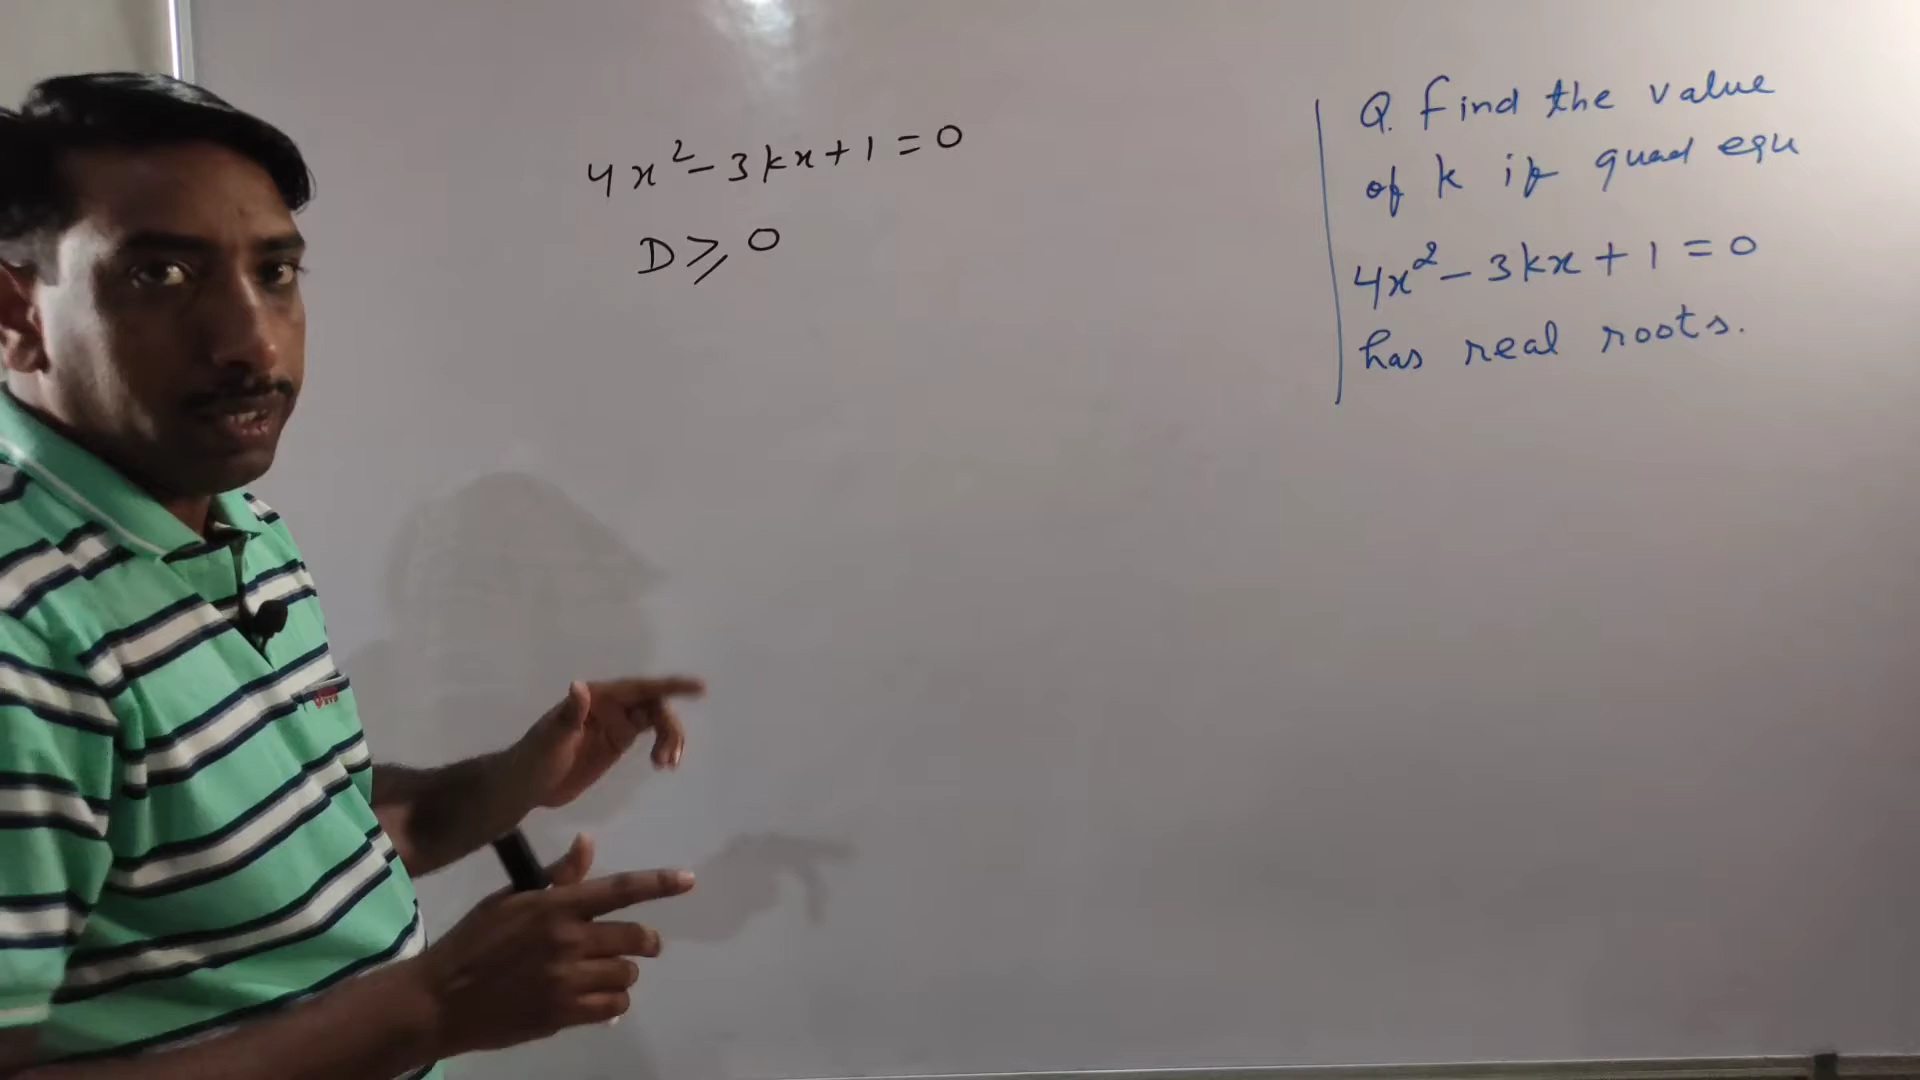 4x² - 3kx + 1 = 0
D ⩾ 0
Q. find the value
of k if quad equ
4x² - 3kx + 1 = 0
has real roots.